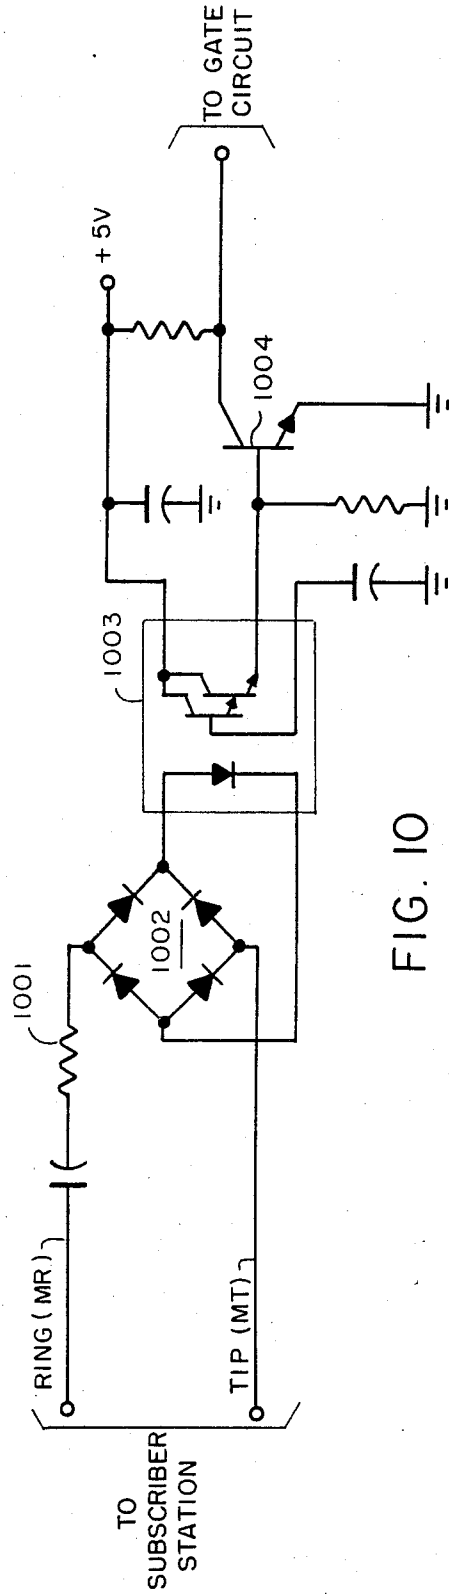 TO
SUBSCRIBER
STATION
RING (MR)
TIP (MT)
1001
1002
1003
1004
+ 5V
TO GATE
CIRCUIT
FIG. 10